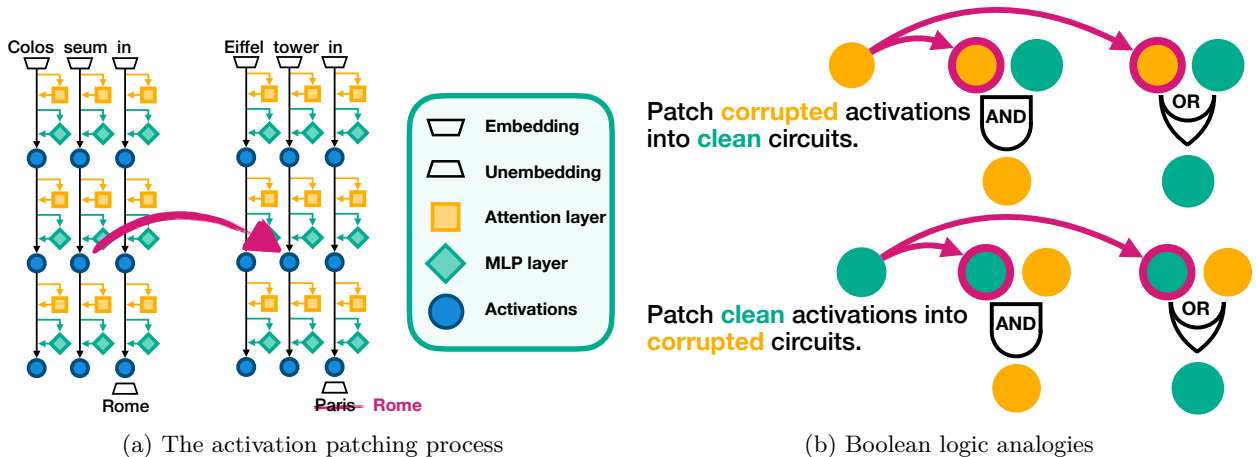 Colos seum in
Eiffel tower in
Embedding
Unembedding
Attention layer
MLP layer
Activations
Rome
Paris Rome
(a) The activation patching process
Patch corrupted activations
into clean circuits.
AND
OR
Patch clean activations into
corrupted circuits.
AND
OR
(b) Boolean logic analogies